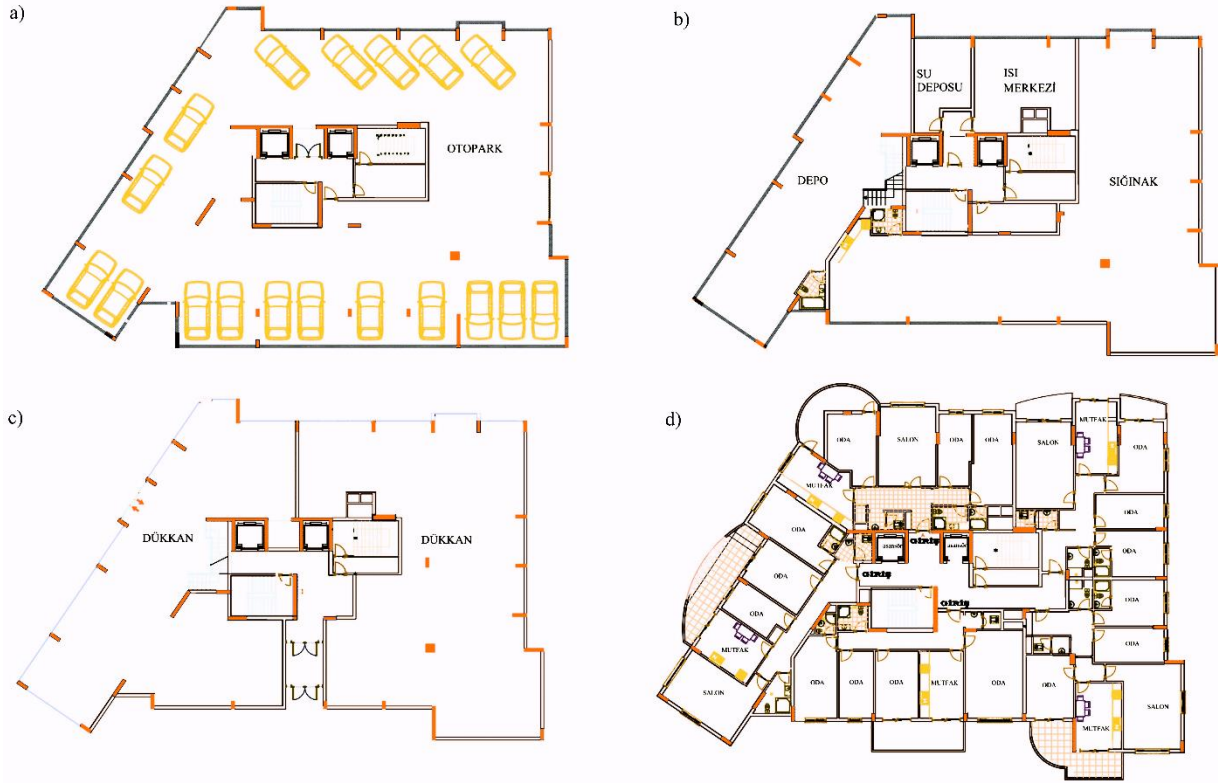 a)
OTOPARK
b)
SU
DEPOSU
ISI
MERKEZİ
DEPO
SIĞINAK
c)
DÜKKAN
DÜKKAN
d)
ODA
SALON
ODA
ODA
SALON
MUTFAK
ODA
MUTFAK
ODA
ODA
ODA
GİRİŞ
GİRİŞ
GİRİŞ
ODA
ODA
ODA
ODA
MUTFAK
SALON
ODA
ODA
ODA
MUTFAK
ODA
ODA
MUTFAK
SALON